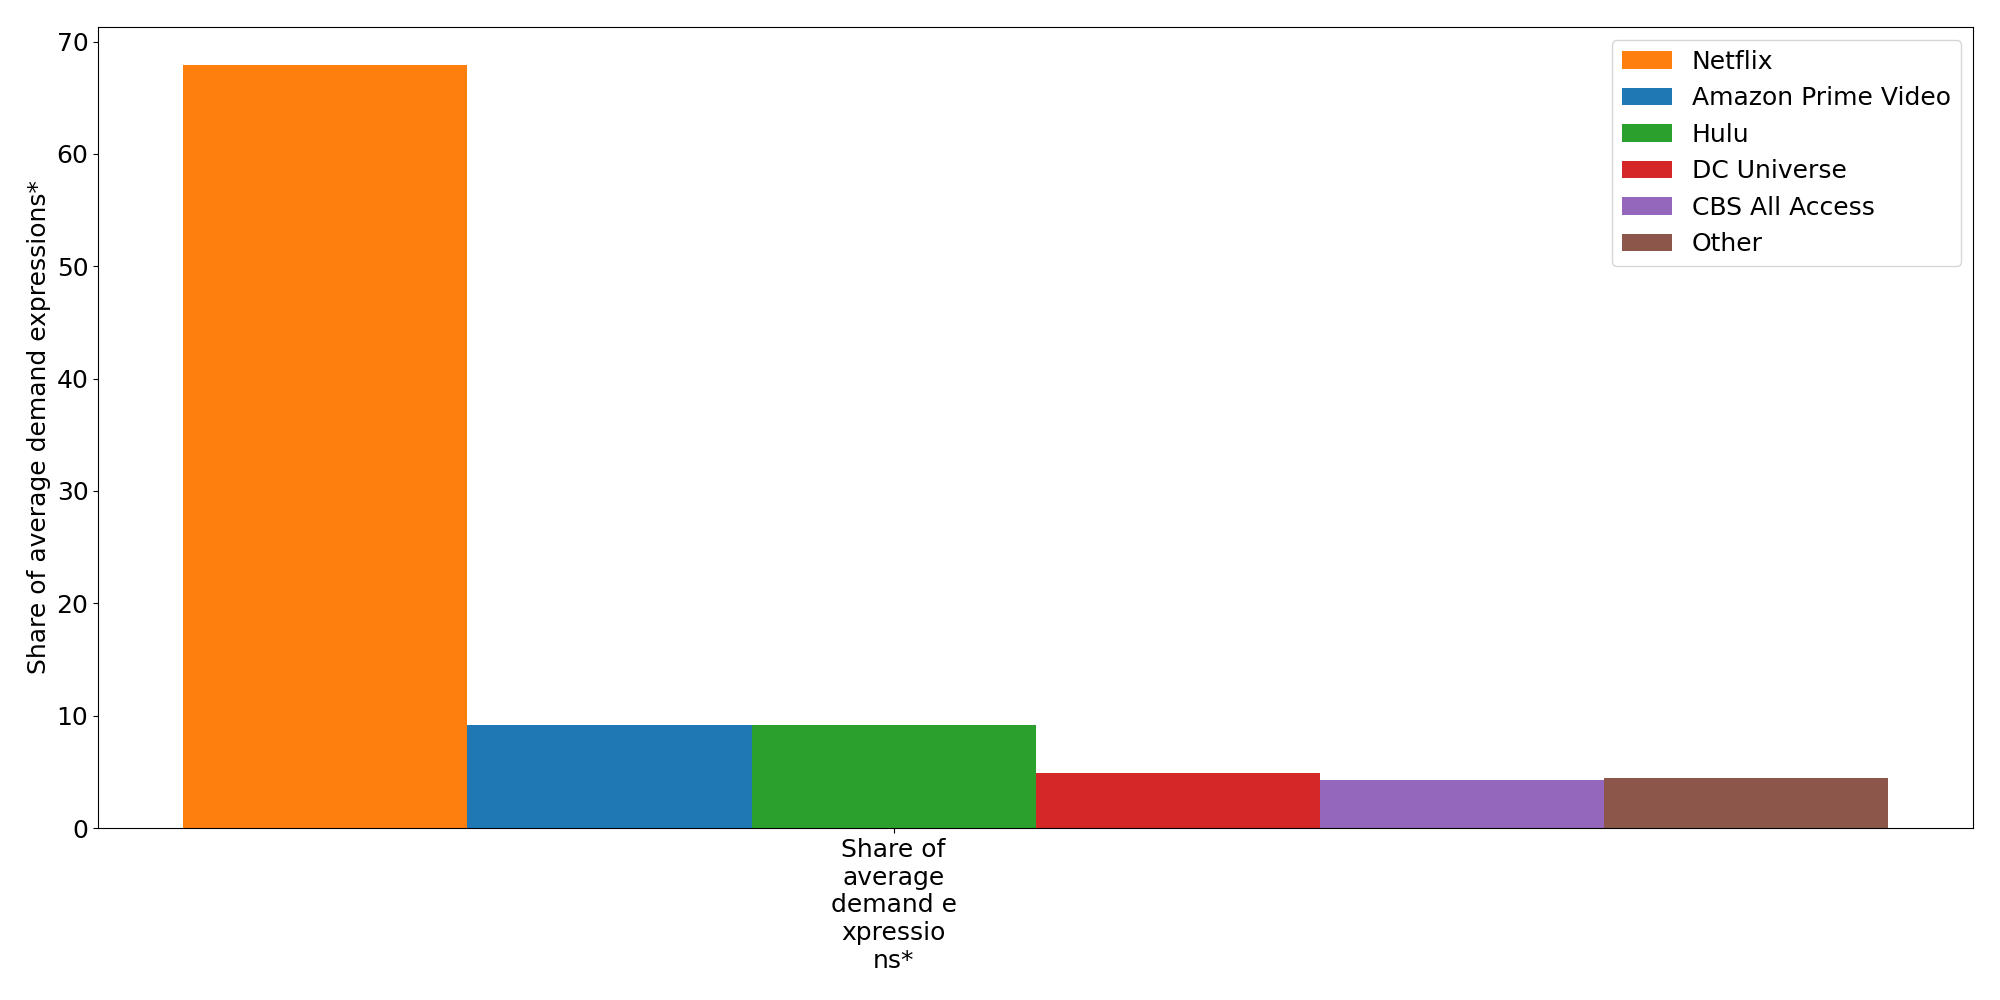 70
60
50
40
30
20
10
0
Share of average demand expressions*
Netflix
Amazon Prime Video
Hulu
DC Universe
CBS All Access
Other
Share of
average
demand e
xpressio
ns*